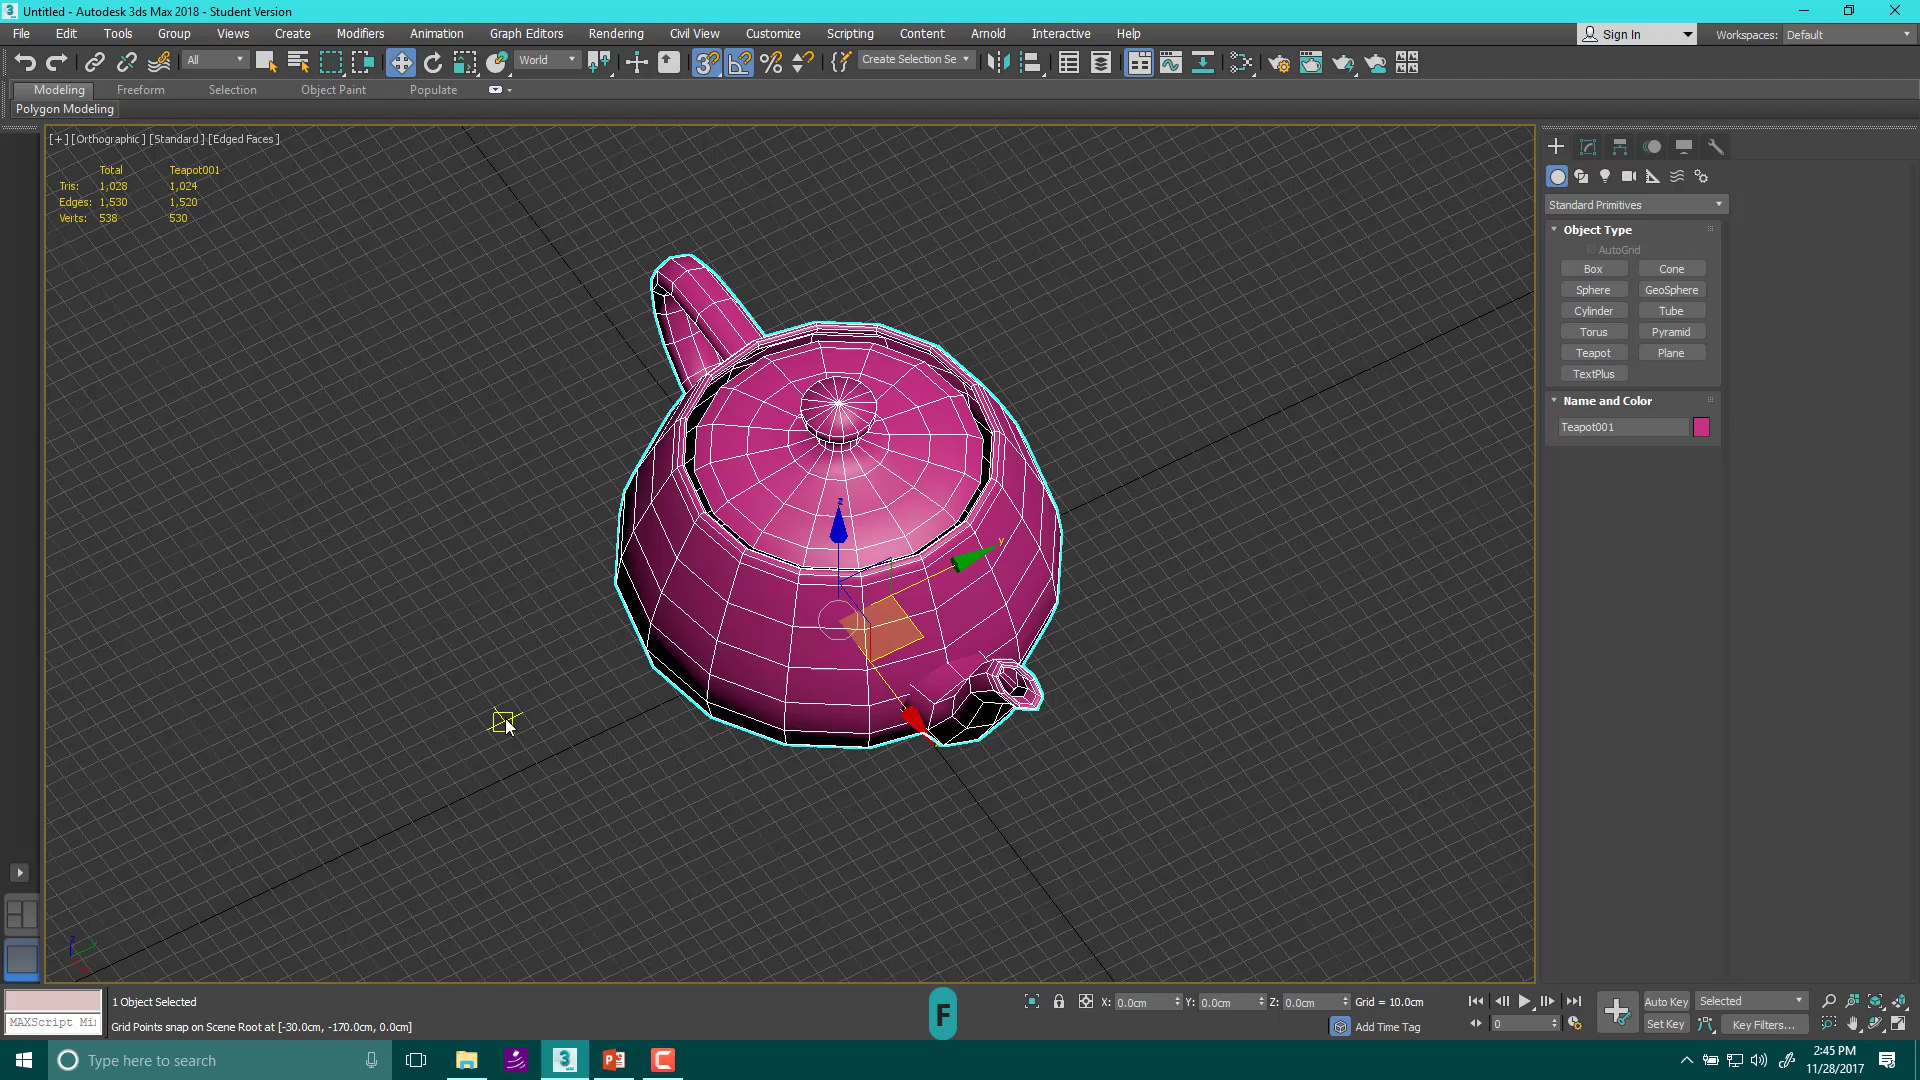 Untitled - Autodesk 3ds Max 2018 - Student Version
File Edit Tools Group Views Create Modifiers Animation Graph Editors Rendering Civil View Customize Scripting Content Arnold Interactive Help
Sign In Workspaces: Default
All World Create Selection Se
Modeling Freeform Selection Object Paint Populate
Polygon Modeling
[+] [Orthographic] [Standard] [Edged Faces]
Total Teapot001
Tris: 1,028 1,024
Edges: 1,530 1,520
Verts: 538 530
z
y
Standard Primitives
Object Type
AutoGrid
Box Cone
Sphere GeoSphere
Cylinder Tube
Torus Pyramid
Teapot Plane
TextPlus
Name and Color
Teapot001
1 Object Selected
MAXScript Mi
Grid Points snap on Scene Root at [-30.0cm, -170.0cm, 0.0cm]
F
X: 0.0cm Y: 0.0cm Z: 0.0cm Grid = 10.0cm
Add Time Tag
Auto Key Selected
0 Set Key Key Filters...
Type here to search
2:45 PM
11/28/2017